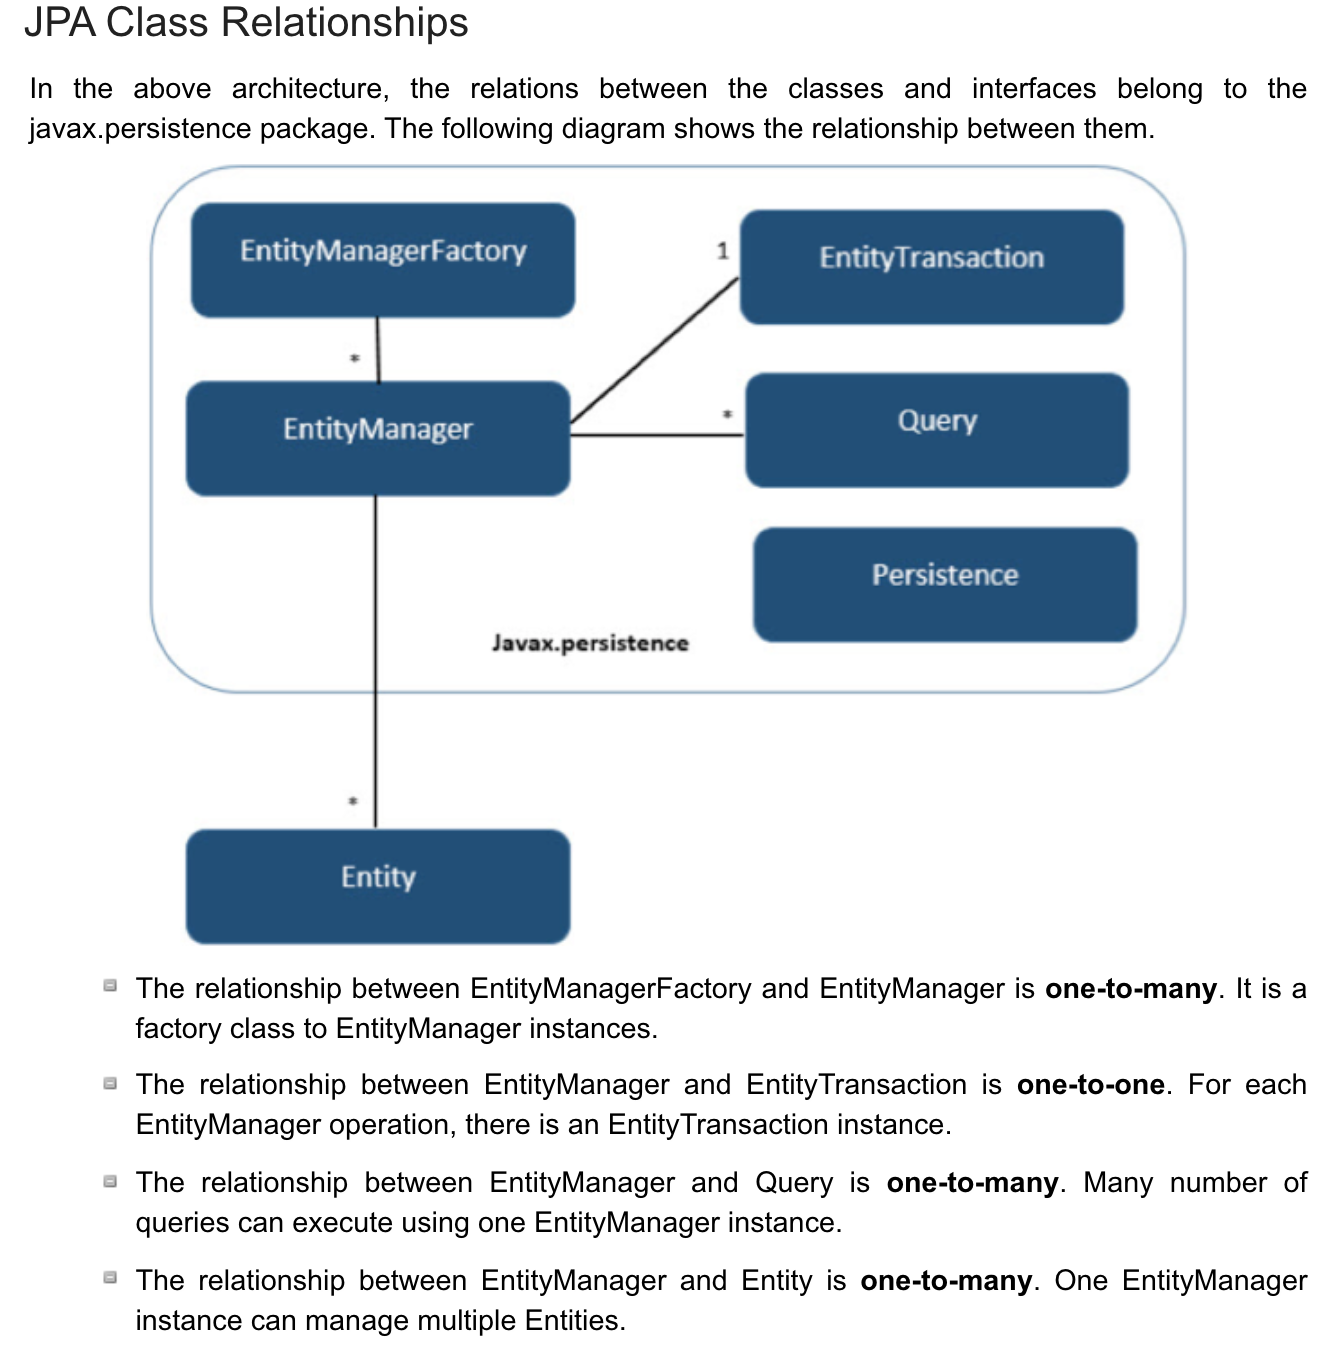 JPA Class Relationships
In the above architecture, the relations between the classes and interfaces belong to the
javax.persistence package. The following diagram shows the relationship between them.
EntityManagerFactory
1
EntityTransaction
*
EntityManager
*
Query
Persistence
Javax.persistence
*
Entity
The relationship between EntityManagerFactory and EntityManager is one-to-many. It is a
factory class to EntityManager instances.
The relationship between EntityManager and EntityTransaction is one-to-one. For each
EntityManager operation, there is an EntityTransaction instance.
The relationship between EntityManager and Query is one-to-many. Many number of
queries can execute using one EntityManager instance.
The relationship between EntityManager and Entity is one-to-many. One EntityManager
instance can manage multiple Entities.